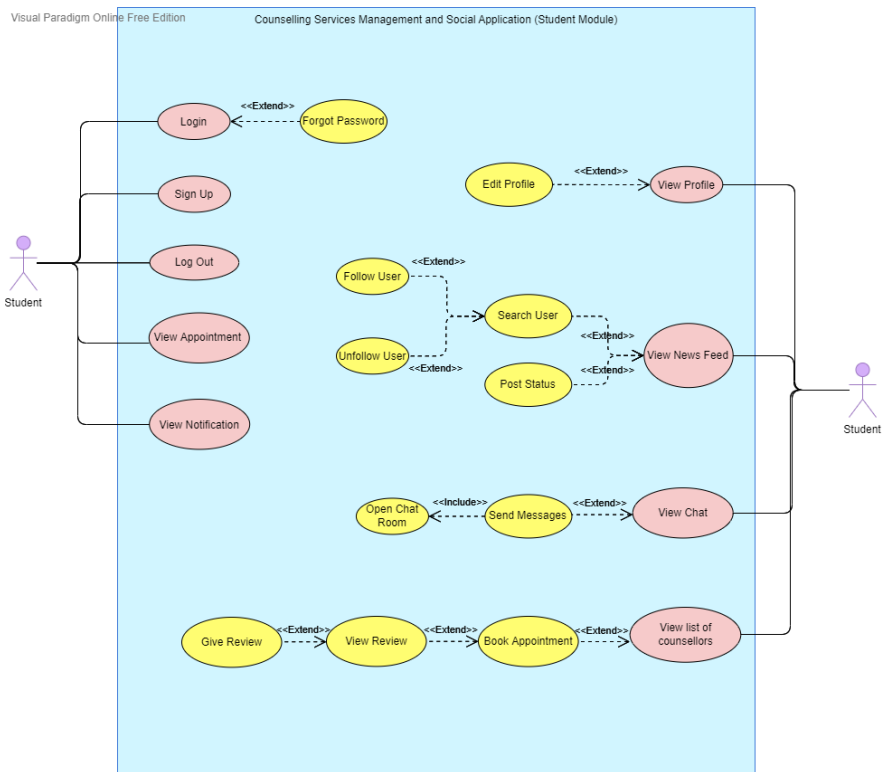 Visual Paradigm Online Free Edition
Counselling Services Management and Social Application (Student Module)
Login
<<Extend>>
Forgot Password
Sign Up
Edit Profile
<<Extend>>
View Profile
Log Out
Student
<<Extend>>
Follow User
Search User
View Appointment
Unfollow User
<<Extend>>
Post Status
<<Extend>>
<<Extend>>
View News Feed
Student
View Notification
Open Chat
Room
<<Include>>
Send Messages
<<Extend>>
View Chat
Give Review
<<Extend>>
View Review
<<Extend>>
Book Appointment
<<Extend>>
View list of
counsellors